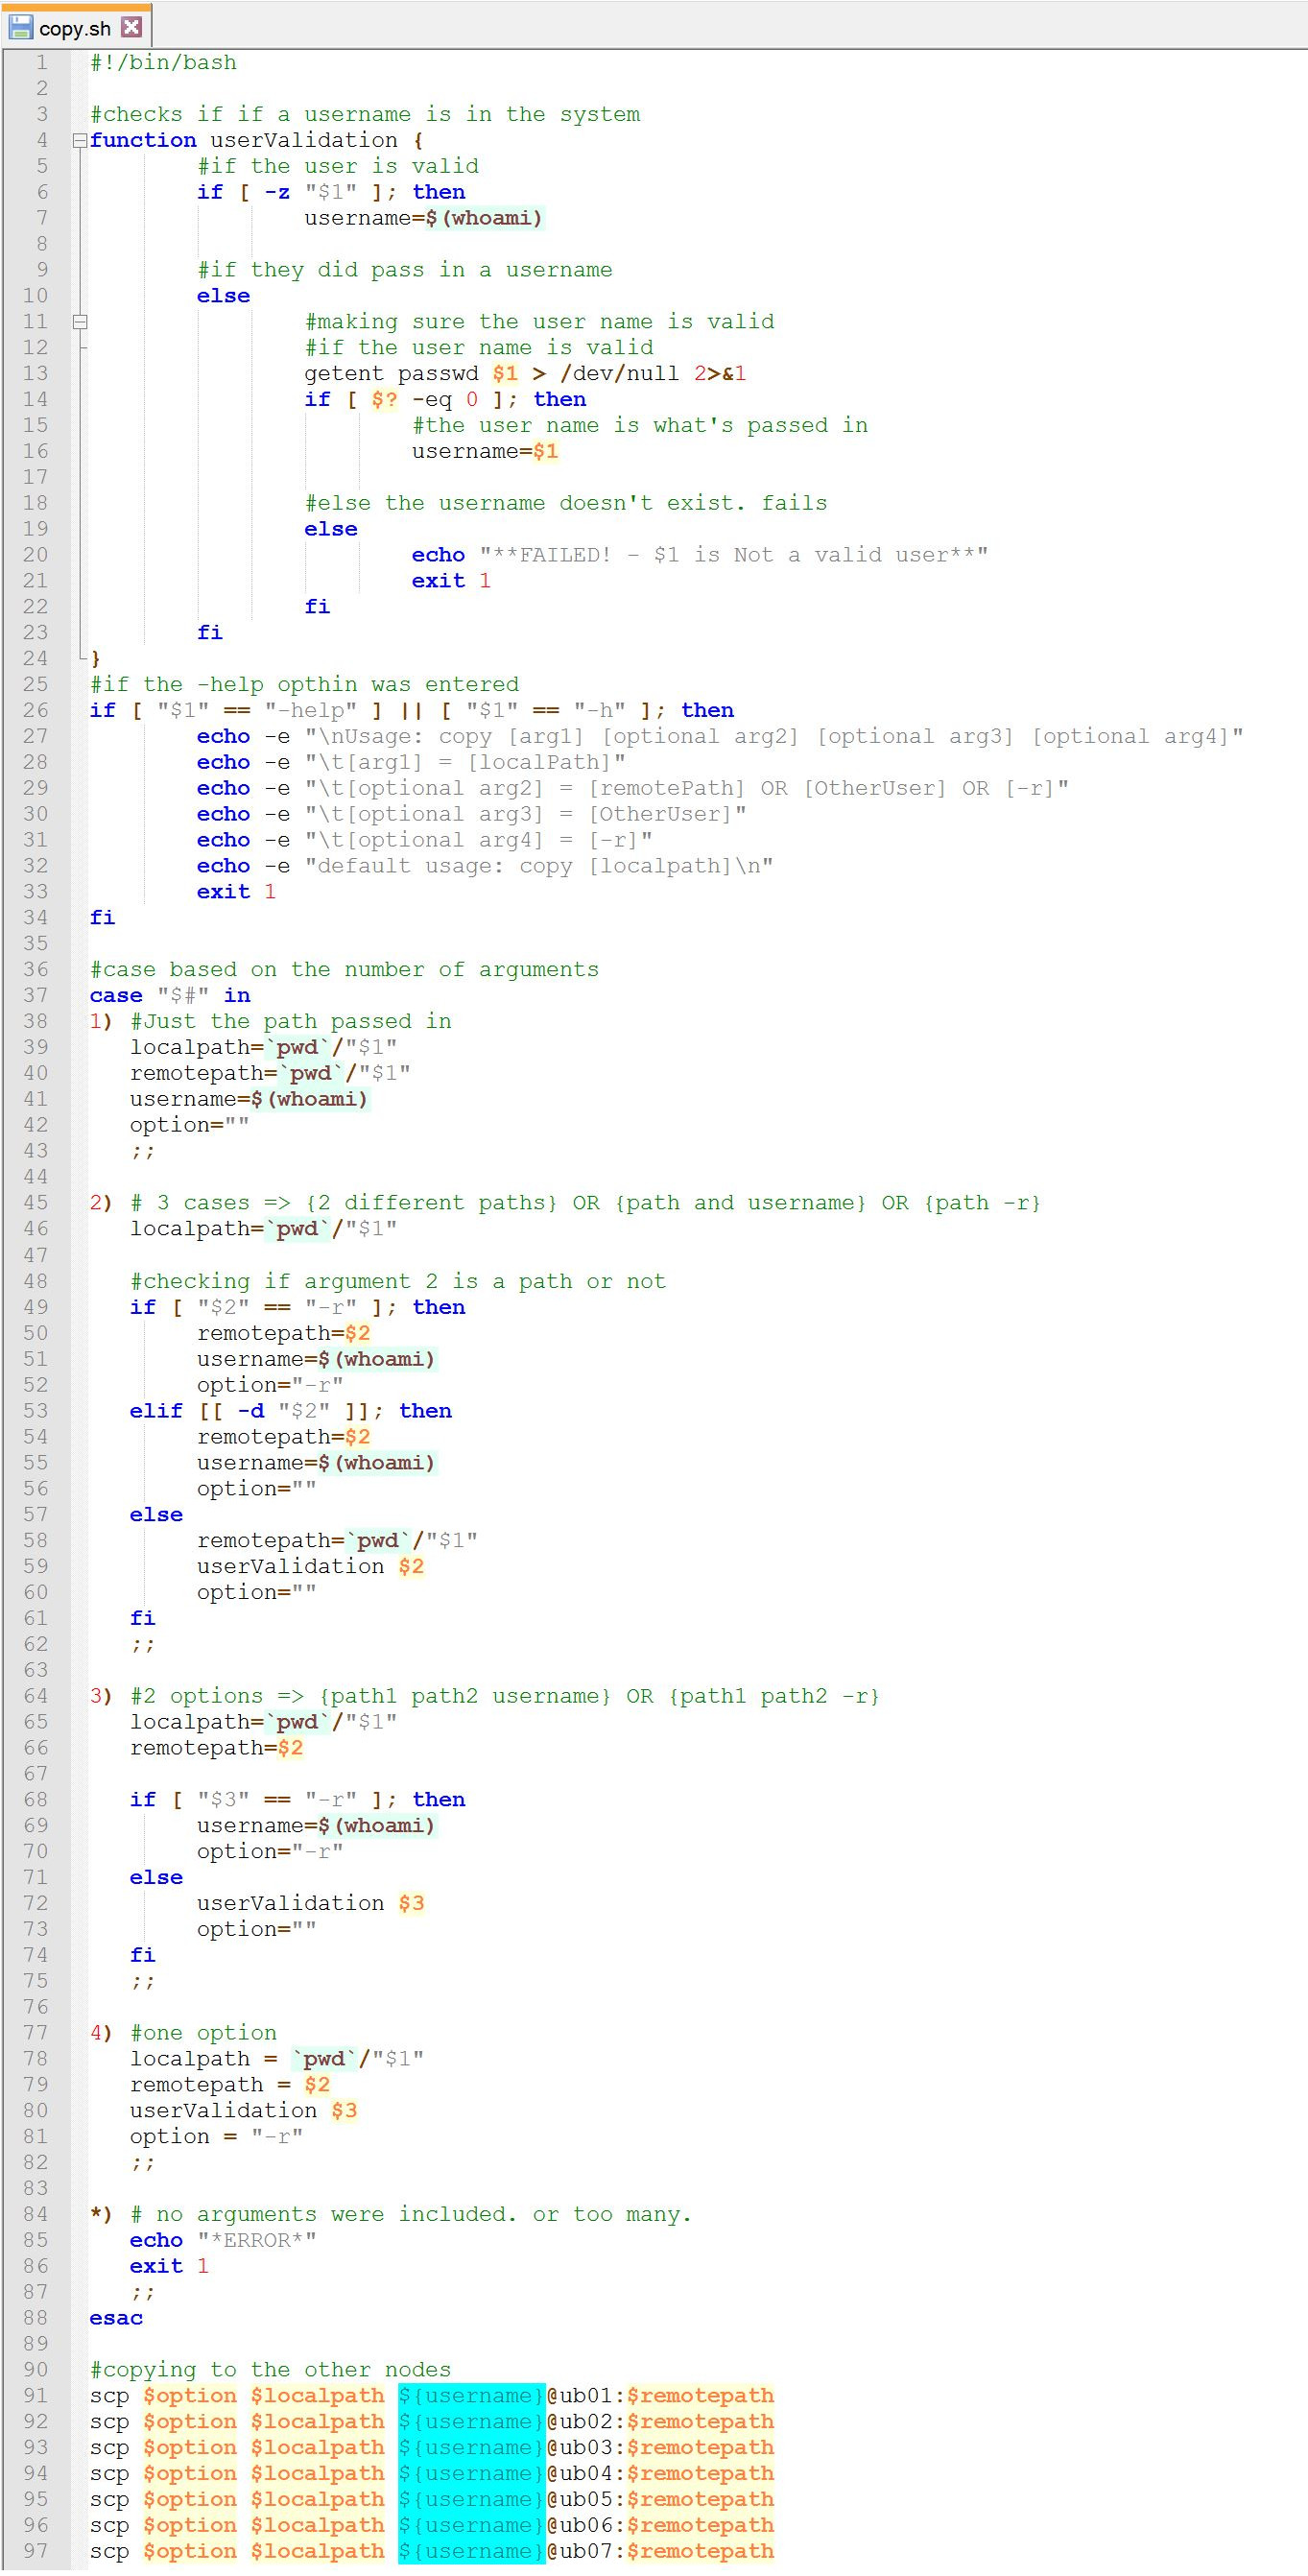 copy.sh
1 #!/bin/bash
2
3 #checks if if a username is in the system
4 function userValidation {
5 #if the user is valid
6 if [ -z "$1" ]; then
7 username=$(whoami)
8
9 #if they did pass in a username
10 else
11 #making sure the user name is valid
12 #if the user name is valid
13 getent passwd $1 > /dev/null 2>&1
14 if [ $? -eq 0 ]; then
15 #the user name is what's passed in
16 username=$1
17
18 #else the username doesn't exist. fails
19 else
20 echo "**FAILED! - $1 is Not a valid user**"
21 exit 1
22 fi
23 fi
24 }
25 #if the -help opthin was entered
26 if [ "$1" == "-help" ] || [ "$1" == "-h" ]; then
27 echo -e "\nUsage: copy [arg1] [optional arg2] [optional arg3] [optional arg4]"
28 echo -e "\t[arg1] = [localPath]"
29 echo -e "\t[optional arg2] = [remotePath] OR [OtherUser] OR [-r]"
30 echo -e "\t[optional arg3] = [OtherUser]"
31 echo -e "\t[optional arg4] = [-r]"
32 echo -e "default usage: copy [localpath]\n"
33 exit 1
34 fi
35
36 #case based on the number of arguments
37 case "$#" in
38 1) #Just the path passed in
39 localpath=`pwd`/"$1"
40 remotepath=`pwd`/"$1"
41 username=$(whoami)
42 option=""
43 ;;
44
45 2) # 3 cases => {2 different paths} OR {path and username} OR {path -r}
46 localpath=`pwd`/"$1"
47
48 #checking if argument 2 is a path or not
49 if [ "$2" == "-r" ]; then
50 remotepath=$2
51 username=$(whoami)
52 option="-r"
53 elif [[ -d "$2" ]]; then
54 remotepath=$2
55 username=$(whoami)
56 option=""
57 else
58 remotepath=`pwd`/"$1"
59 userValidation $2
60 option=""
61 fi
62 ;;
63
64 3) #2 options => {path1 path2 username} OR {path1 path2 -r}
65 localpath=`pwd`/"$1"
66 remotepath=$2
67
68 if [ "$3" == "-r" ]; then
69 username=$(whoami)
70 option="-r"
71 else
72 userValidation $3
73 option=""
74 fi
75 ;;
76
77 4) #one option
78 localpath = `pwd`/"$1"
79 remotepath = $2
80 userValidation $3
81 option = "-r"
82 ;;
83
84 *) # no arguments were included. or too many.
85 echo "*ERROR*"
86 exit 1
87 ;;
88 esac
89
90 #copying to the other nodes
91 scp $option $localpath ${username}@ub01:$remotepath
92 scp $option $localpath ${username}@ub02:$remotepath
93 scp $option $localpath ${username}@ub03:$remotepath
94 scp $option $localpath ${username}@ub04:$remotepath
95 scp $option $localpath ${username}@ub05:$remotepath
96 scp $option $localpath ${username}@ub06:$remotepath
97 scp $option $localpath ${username}@ub07:$remotepath